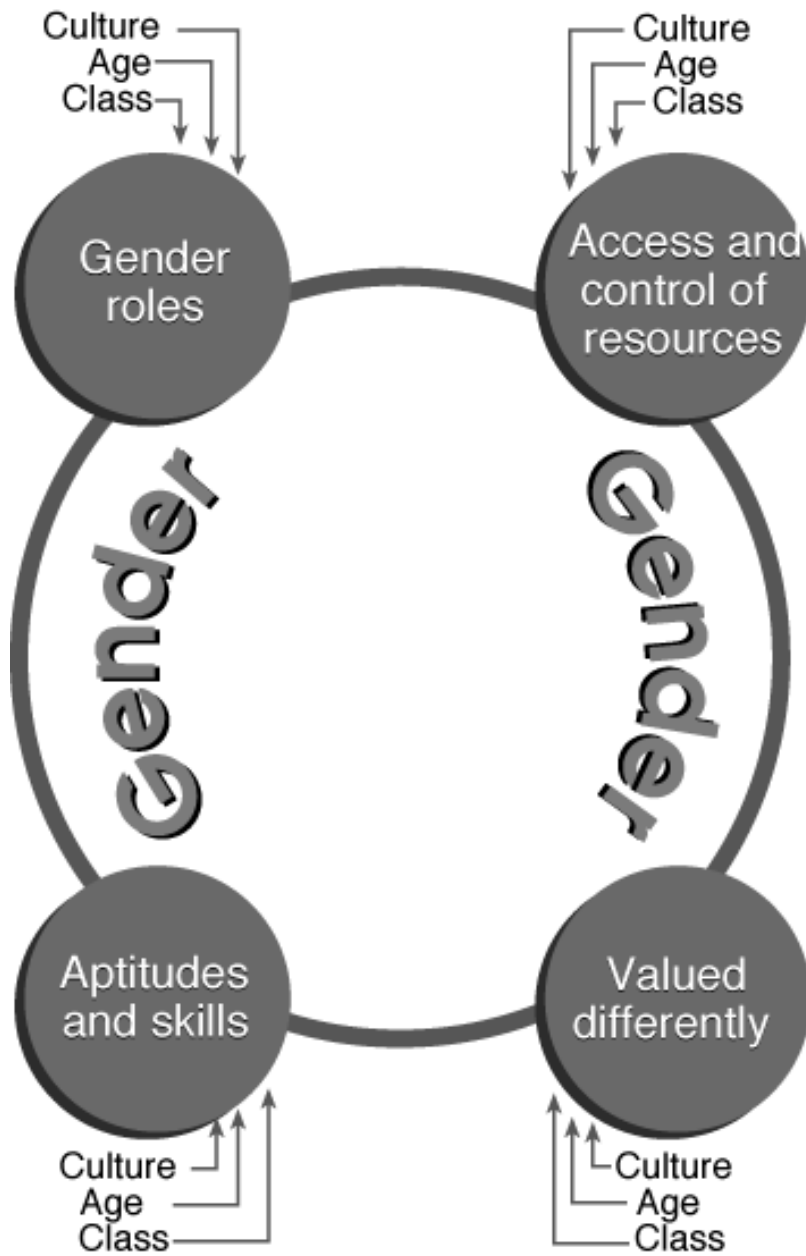 Culture
Age
Class
Culture
Age
Class
Gender
roles
Access and
control of
resources
Gender
Gender
Aptitudes
and skills
Valued
differently
Culture
Age
Class
Culture
Age
Class